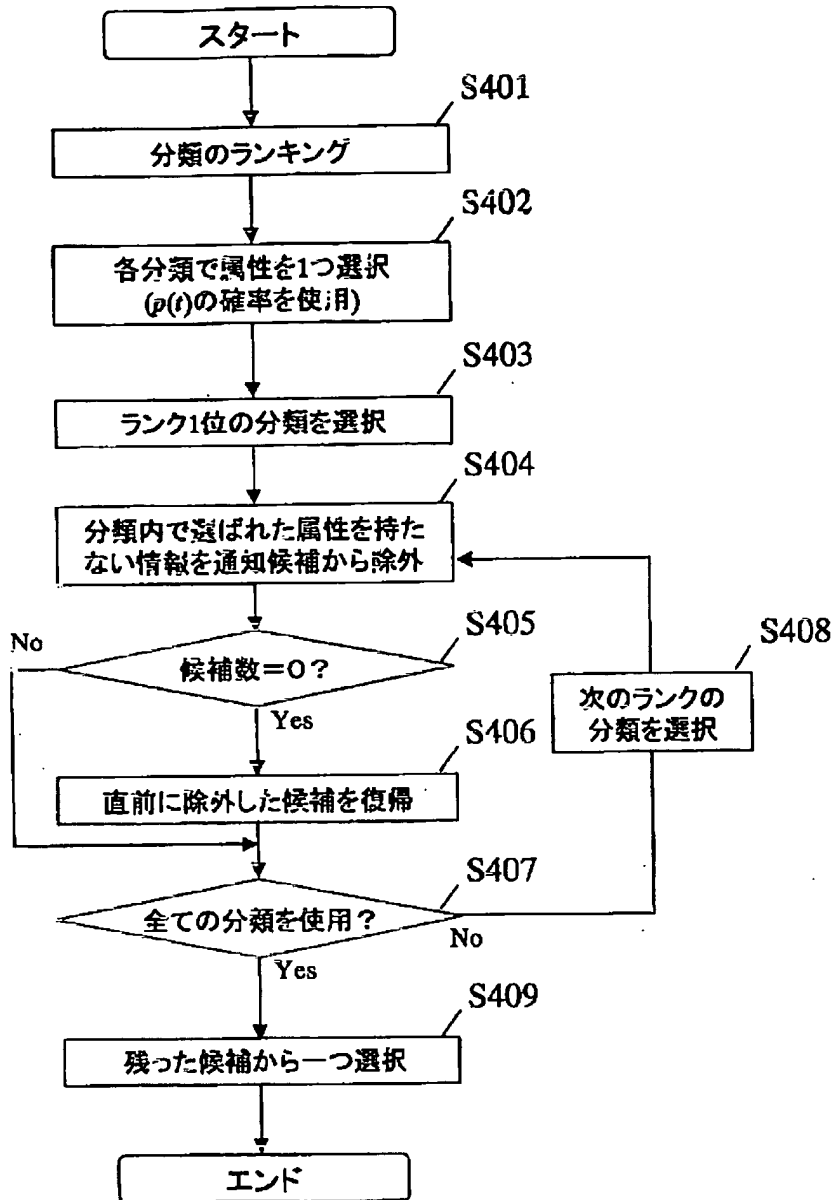 スタート
S401
分類のランキング
S402
各分類で属性を1つ選択
(p(t)の確率を使用)
S403
ランク1位の分類を選択
S404
分類内で選ばれた属性を持た
ない情報を通知候補から除外
No
S405
候補数＝0？
Yes
S408
次のランクの
分類を選択
S406
直前に除外した候補を復帰
S407
全ての分類を使用？
No
Yes
S409
残った候補から一つ選択
エンド